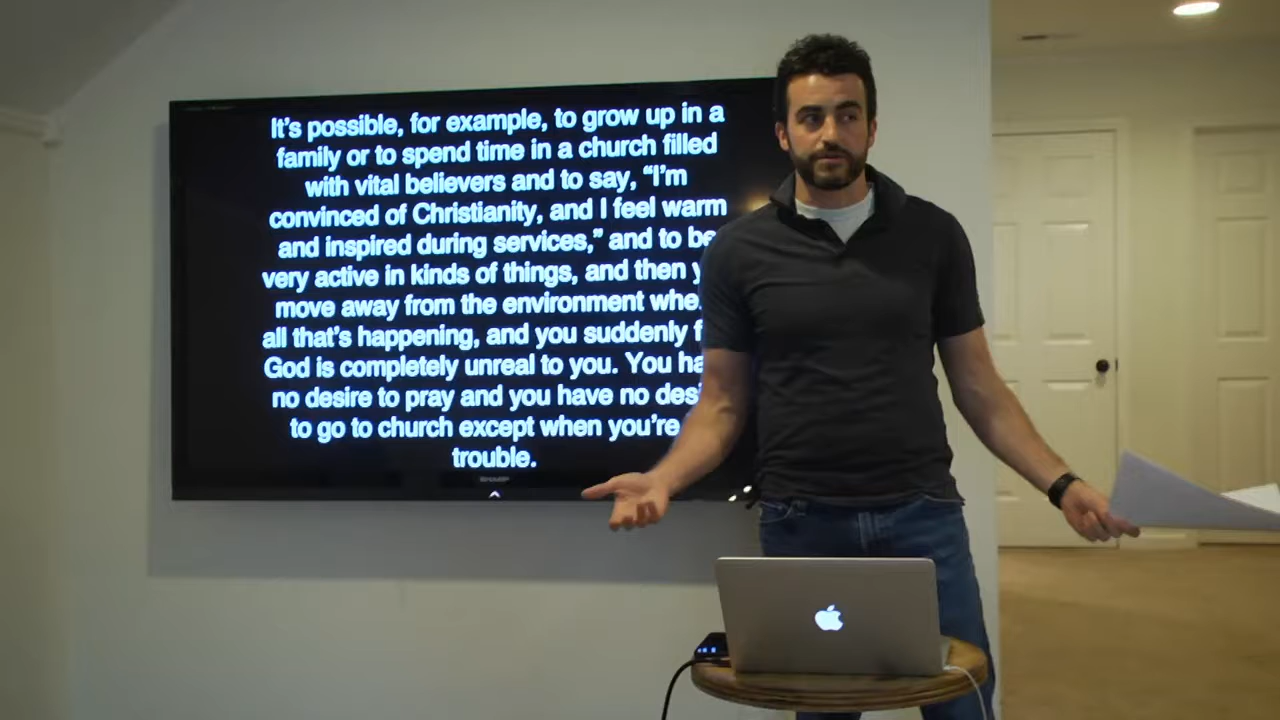 It's possible, for example, to grow up in a
family or to spend time in a church filled
with vital believers and to say, “I'm
convinced of Christianity, and I feel warm
and inspired during services,” and to be
very active in kinds of things, and then
move away from the environment
all that's happening, and you suddenly
God is completely unreal to you. You
no desire to pray and you have no
to go to church except when you're
trouble.
SHARP